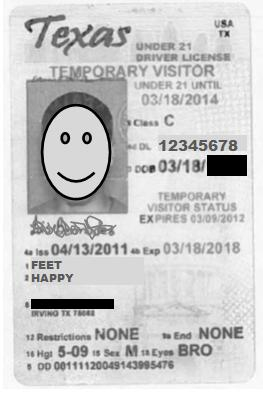 Texas
USA
TX
UNDER 21
DRIVER LICENSE
TEMPORARY VISITOR
UNDER 21 UNTIL
03/18/2014
9 Class C
4d DL 12345678
3 DOB 03/18/
TEMPORARY
VISITOR STATUS
EXPIRES 03/09/2012
4a Iss 04/13/2011 4b Exp 03/18/2018
1 FEET
2 HAPPY
8
IRVING TX 75063
12 Restrictions NONE 9a End NONE
16 Hgt 5-09 15 Sex M 18 Eyes BRO
5 DD 00111120049143995476